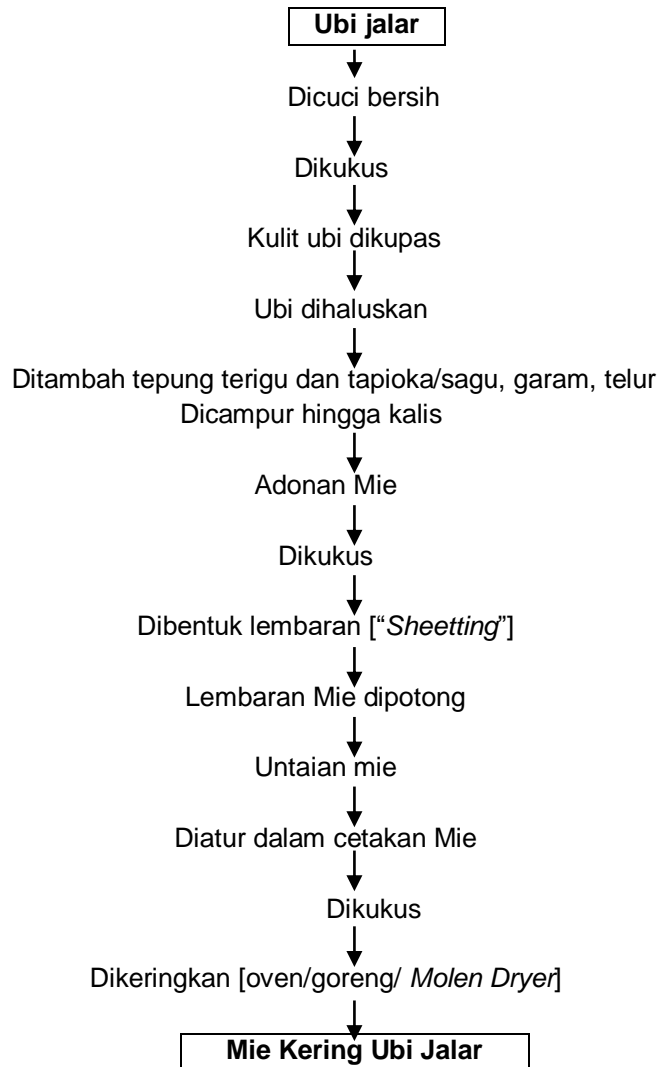 Ubi jalar
Dicuci bersih
Dikukus
Kulit ubi dikupas
Ubi dihaluskan
Ditambah tepung terigu dan tapioka/sagu, garam, telur
Dicampur hingga kalis
Adonan Mie
Dikukus
Dibentuk lembaran [“Sheetting”]
Lembaran Mie dipotong
Untaian mie
Diatur dalam cetakan Mie
Dikukus
Dikeringkan [oven/goreng/ Molen Dryer]
Mie Kering Ubi Jalar